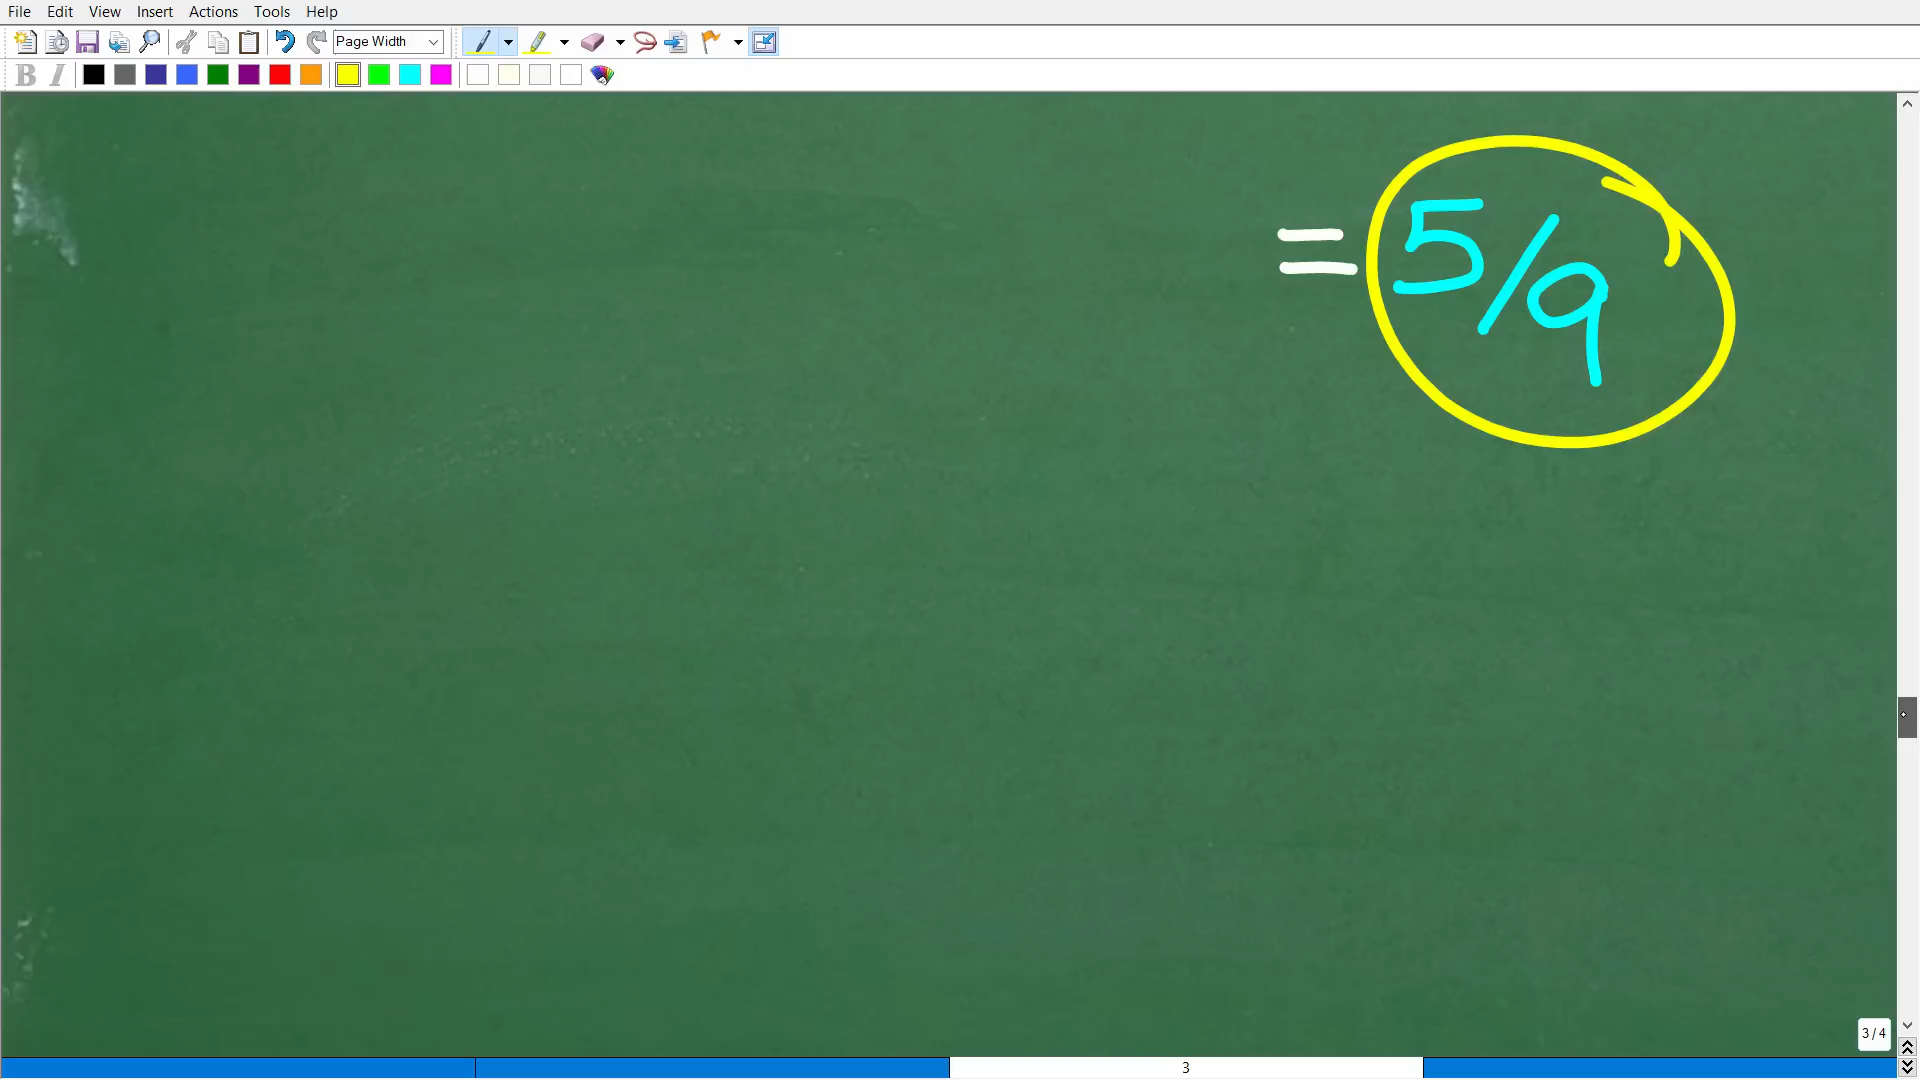 File Edit View Insert Actions Tools Help
Page Width
B I
= 5/9
3 / 4
3